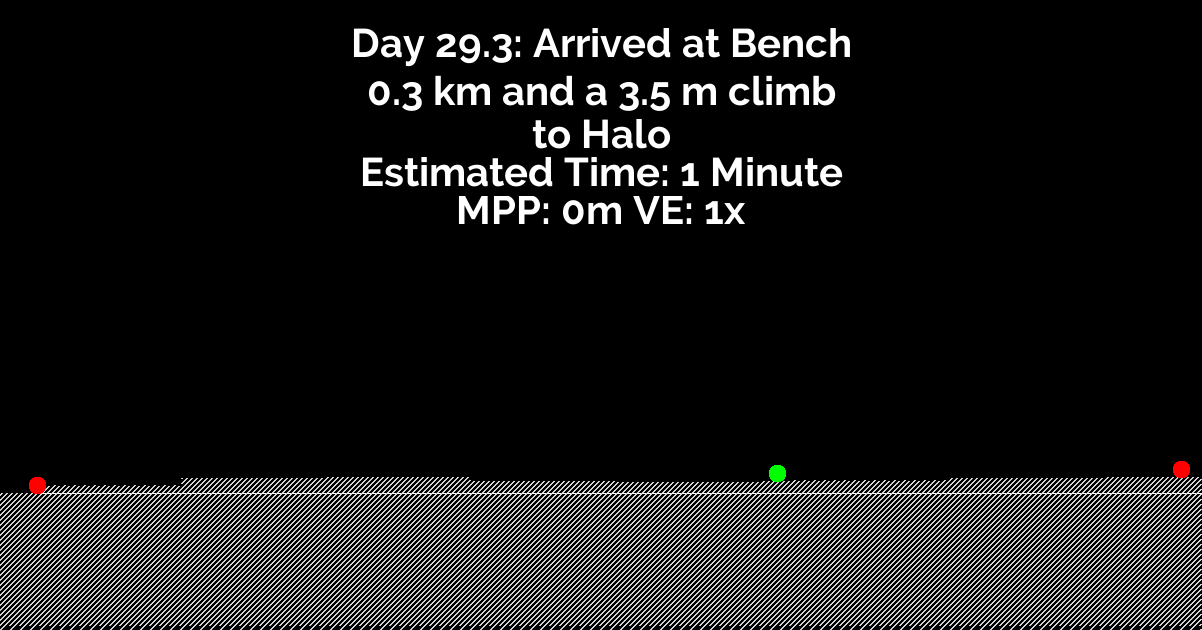 Day 29.3: Arrived at Bench
0.3 km and a 3.5 m climb
to Halo
Estimated Time: 1 Minute
MPP: 0m VE: 1x